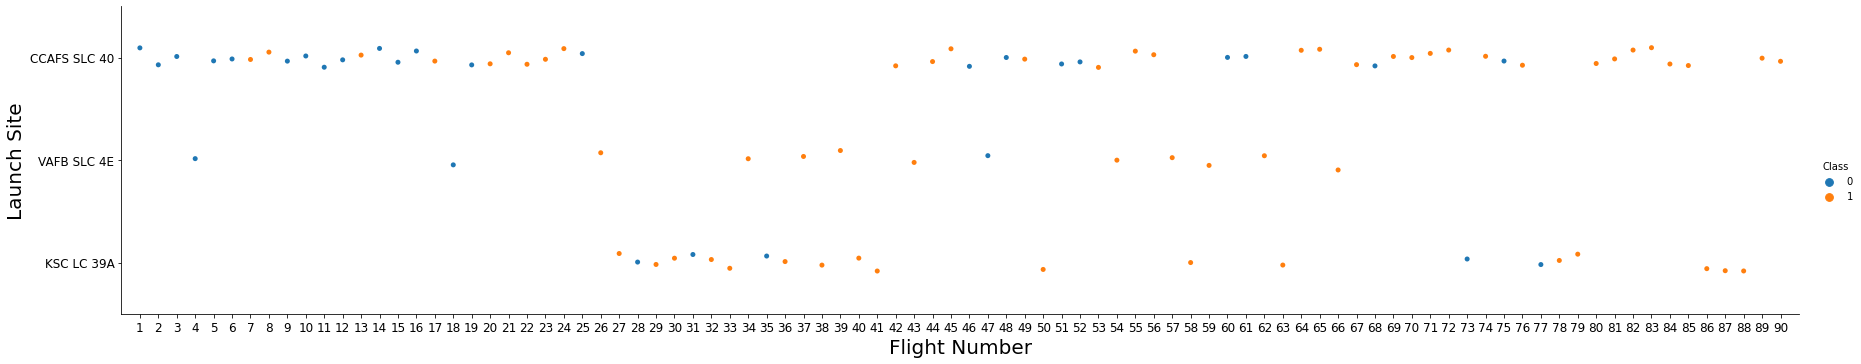 CCAFS SLC 40
VAFB SLC 4E
KSC LC 39A
Launch Site
1 2 3 4 5 6 7 8 9 10 11 12 13 14 15 16 17 18 19 20 21 22 23 24 25 26 27 28 29 30 31 32 33 34 35 36 37 38 39 40 41 42 43 44 45 46 47 48 49 50 51 52 53 54 55 56 57 58 59 60 61 62 63 64 65 66 67 68 69 70 71 72 73 74 75 76 77 78 79 80 81 82 83 84 85 86 87 88 89 90
Flight Number
Class
0
1